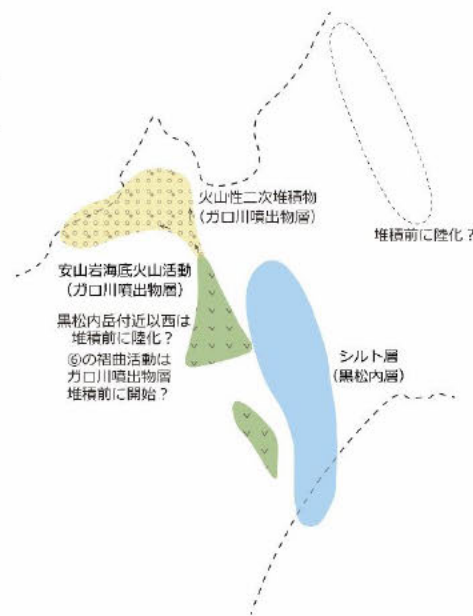 火山性二次堆積物
(ガロ川噴出物層)
堆積前に陸化?
安山岩海底火山活動
(ガロ川噴出物層)
黒松内岳付近以西は
堆積前に陸化?
⑥の褶曲活動は
ガロ川噴出物層
堆積前に開始?
シルト層
(黒松内層)